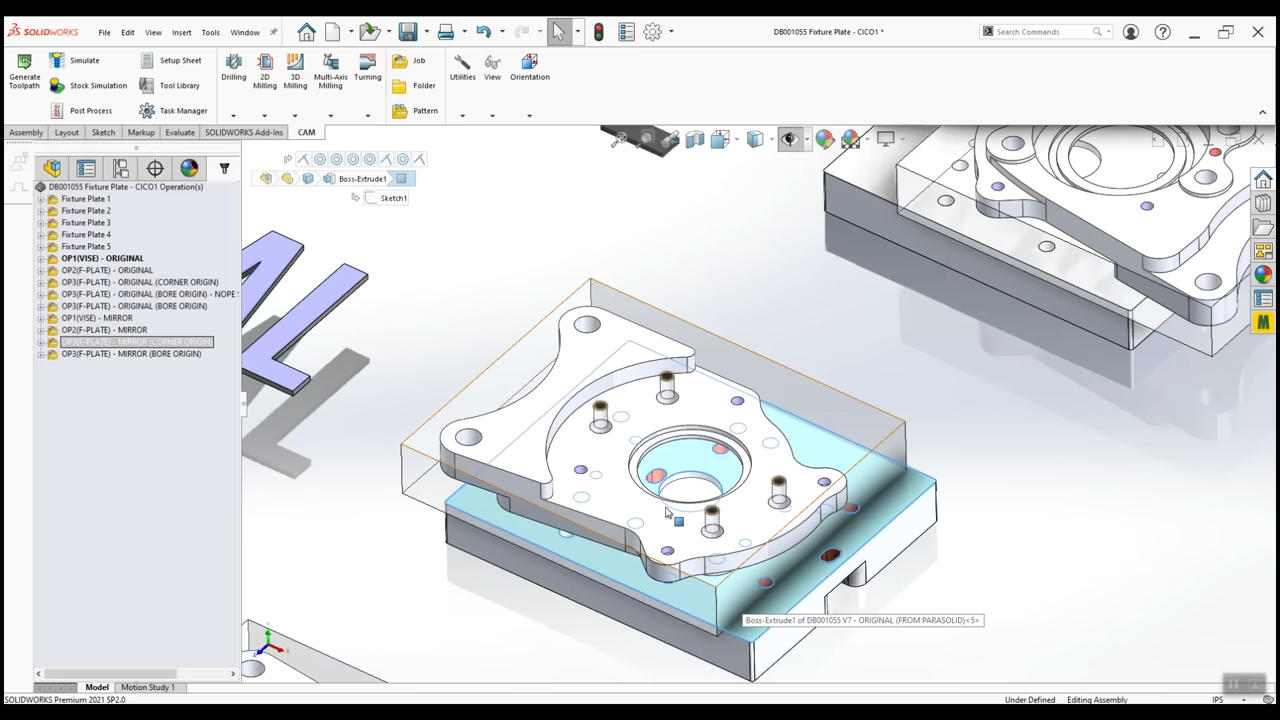 SOLIDWORKS File Edit View Insert Tools Window DB001055 Fixture Plate - CICO1 * Search Commands
Generate Toolpath
Simulate
Stock Simulation
Post Process
Setup Sheet
Tool Library
Task Manager
Drilling
2D Milling
3D Milling
Multi-Axis Milling
Turning
Job
Folder
Pattern
Utilities
View
Orientation
Assembly Layout Sketch Markup Evaluate SOLIDWORKS Add-Ins CAM
DB001055 Fixture Plate - CICO1 Operation(s)
Fixture Plate 1
Fixture Plate 2
Fixture Plate 3
Fixture Plate 4
Fixture Plate 5
OP1(VISE) - ORIGINAL
OP2(F-PLATE) - ORIGINAL
OP3(F-PLATE) - ORIGINAL (CORNER ORIGIN)
OP3(F-PLATE) - ORIGINAL (BORE ORIGIN) - NOPE
OP3(F-PLATE) - ORIGINAL (BORE ORIGIN)
OP1(VISE) - MIRROR
OP2(F-PLATE) - MIRROR
OP3(F-PLATE) - MIRROR (CORNER ORIGIN)
OP3(F-PLATE) - MIRROR (BORE ORIGIN)
Boss-Extrude1
Sketch1
Boss-Extrude1 of DB001055 V7 - ORIGINAL (FROM PARASOLID)<5>
Model Motion Study 1
SOLIDWORKS Premium 2021 SP2.0 Under Defined Editing Assembly IPS